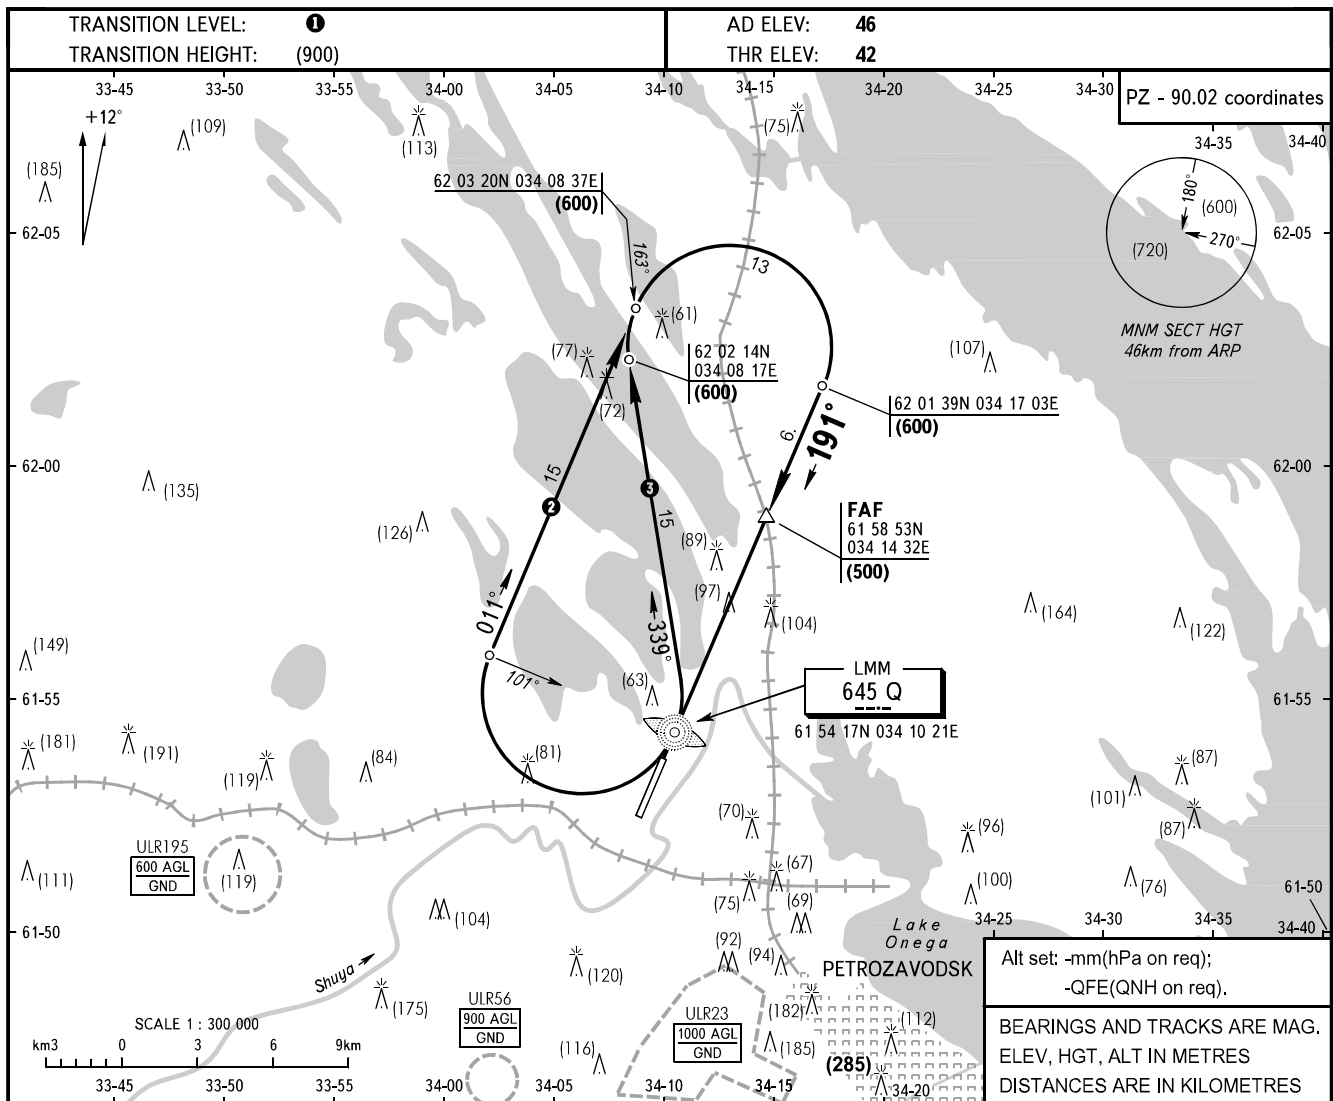 TRANSITION LEVEL: ❶
TRANSITION HEIGHT: (900)
AD ELEV: 46
THR ELEV: 42
33-45 33-50 33-55 34-00 34-05 34-10 34-15 34-20 34-25 34-30
PZ - 90.02 coordinates
34-35 34-40
+12°
(109)
(113)
(75)
(185)
62 03 20N 034 08 37E
(600)
180°
(600)
270°
(720)
62-05
62-05
163°
13
MNM SECT HGT
46km from ARP
(61)
(77)
(72)
62 02 14N
034 08 17E
(600)
(107)
62 01 39N 034 17 03E
(600)
191°
6.
62-00
62-00
15
❷
❸
15
(135)
(126)
FAF
61 58 53N
034 14 32E
(500)
(89)
(97)
(104)
(164)
(122)
011°
339°
(149)
101°
(63)
LMM
645 Q
61 54 17N 034 10 21E
61-55
61-55
(181)
(191)
(119)
(84)
(81)
(87)
(101)
(87)
(70)
(96)
ULR195
600 AGL
GND
(119)
(111)
(67)
(75)
(69)
(100)
(76)
61-50
34-25 34-30 34-35 34-40
61-50
(104)
(92)
(94)
Lake
Onega
PETROZAVODSK
Shuya
(120)
(175)
ULR56
900 AGL
GND
ULR23
1000 AGL
GND
(182)
(112)
(185)
(116)
(285)
SCALE 1 : 300 000
km3 0 3 6 9km
33-45 33-50 33-55 34-00 34-05 34-10 34-15 34-20
Alt set: -mm(hPa on req);
-QFE(QNH on req).
BEARINGS AND TRACKS ARE MAG.
ELEV, HGT, ALT IN METRES
DISTANCES ARE IN KILOMETRES